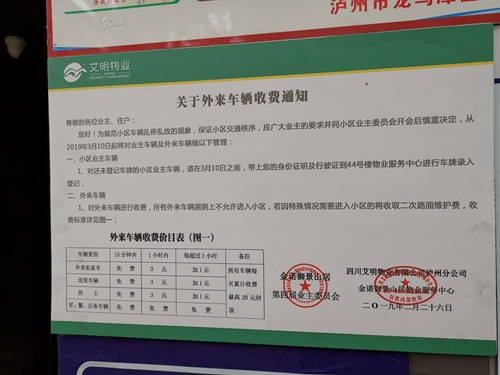 泸州市龙马潭区
艾明物业
PROPERTY MANAGEMENT
关于外来车辆收费通知
尊敬的各位业主、住户：
您好！为规范小区车辆乱停乱放的现象，保证小区交通秩序，应广大业主的要求并同小区业主委员会开会后慎重决定，从
2019年3月10日起将对业主车辆及外来车辆做以下管理：
一、小区业主车辆
1、对还未登记车牌的小区业主车辆，请在3月10日之前，带上您的身份证明及行驶证到44号楼物业服务中心进行车牌录入
登记；
二、外来车辆
1、对外来车辆进行收费，所有外来车辆原则上不允许进入小区，若因特殊情况需要进入小区的将收取二次路面维护费，收
费标准详见图一；
外来车辆收费价目表（图一）
车辆类别 15分钟内 1小时内 每超过1小时 备注
外来私家车 免费 3元 加1元 所有车辆每
送货车辆 免费 3元 加1元 天累计收费
的士 免费 3元 加1元 最高20元封
军、警、公务车辆 免费 免费 免费 顶
金诺御景山居
第四届业主委员会
四川艾明物业有限公司泸州分公司
金诺御景山居物业服务中心
二〇一九年二月二十六日